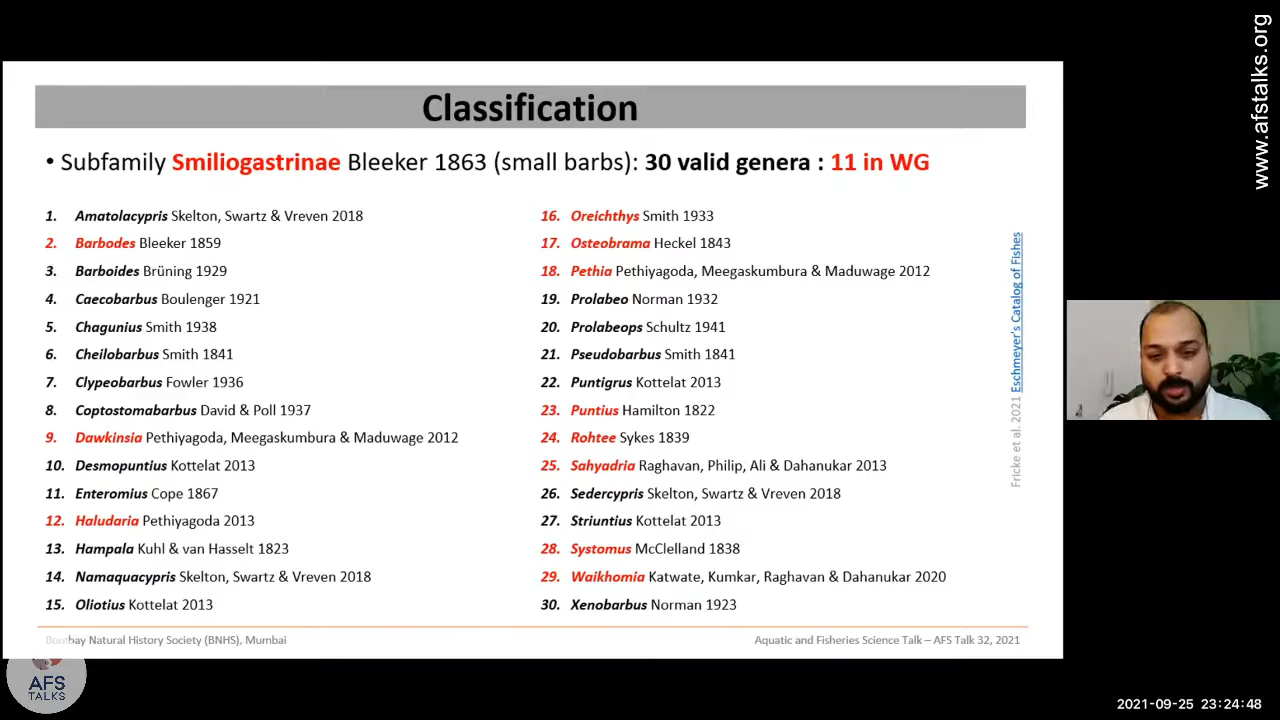 Classification
• Subfamily Smiliogastrinae Bleeker 1863 (small barbs): 30 valid genera : 11 in WG
1. Amatolacypris Skelton, Swartz & Vreven 2018
2. Barbodes Bleeker 1859
3. Barboides Brüning 1929
4. Caecobarbus Boulenger 1921
5. Chagunius Smith 1938
6. Cheilobarbus Smith 1841
7. Clypeobarbus Fowler 1936
8. Coptostomabarbus David & Poll 1937
9. Dawkinsia Pethiyagoda, Meegaskumbura & Maduwage 2012
10. Desmopuntius Kottelat 2013
11. Enteromius Cope 1867
12. Haludaria Pethiyagoda 2013
13. Hampala Kuhl & van Hasselt 1823
14. Namaquacypris Skelton, Swartz & Vreven 2018
15. Oliotius Kottelat 2013
16. Oreichthys Smith 1933
17. Osteobrama Heckel 1843
18. Pethia Pethiyagoda, Meegaskumbura & Maduwage 2012
19. Prolabeo Norman 1932
20. Prolabeops Schultz 1941
21. Pseudobarbus Smith 1841
22. Puntigrus Kottelat 2013
23. Puntius Hamilton 1822
24. Rohtee Sykes 1839
25. Sahyadria Raghavan, Philip, Ali & Dahanukar 2013
26. Sedercypris Skelton, Swartz & Vreven 2018
27. Striuntius Kottelat 2013
28. Systomus McClelland 1838
29. Waikhomia Katwate, Kumkar, Raghavan & Dahanukar 2020
30. Xenobarbus Norman 1923
Fricke et al. 2021 Eschmeyer's Catalog of Fishes
Bombay Natural History Society (BNHS), Mumbai
Aquatic and Fisheries Science Talk – AFS Talk 32, 2021
www.afstalks.org
AFS
TALKS
2021-09-25 23:24:48